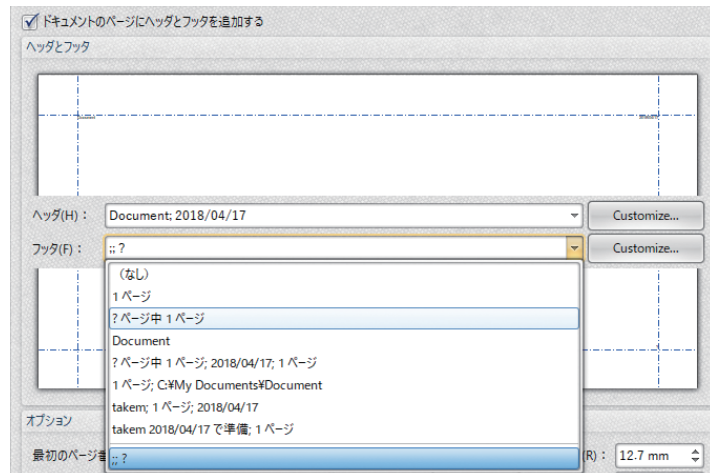 ドキュメントのページにヘッダとフッタを追加する
ヘッダとフッタ
ヘッダ(H)： Document; 2018/04/17 Customize...
フッタ(F)： ;; ? Customize...
(なし)
1 ページ
? ページ中 1 ページ
Document
? ページ中 1 ページ; 2018/04/17; 1 ページ
1 ページ; C:¥My Documents¥Document
takem; 1 ページ; 2018/04/17
takem 2018/04/17 で準備; 1 ページ
オプション
最初のページ ;; ? (R)： 12.7 mm